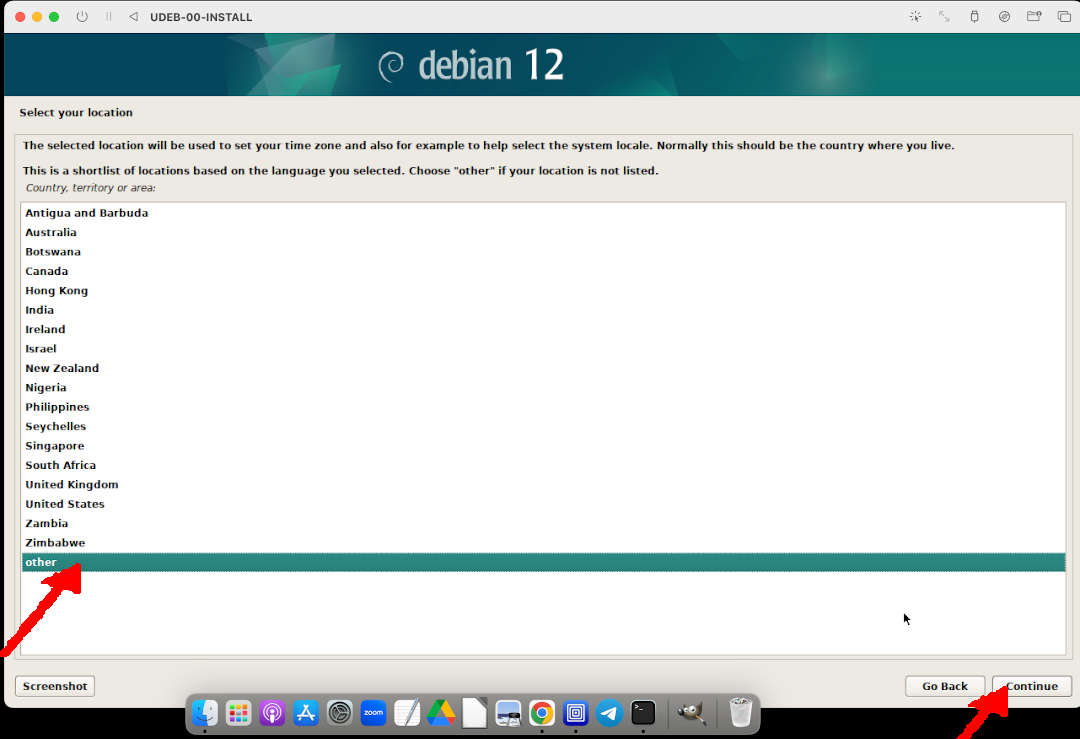 UDEB-00-INSTALL
debian 12
Select your location
The selected location will be used to set your time zone and also for example to help select the system locale. Normally this should be the country where you live.
This is a shortlist of locations based on the language you selected. Choose "other" if your location is not listed.
Country, territory or area:
Antigua and Barbuda
Australia
Botswana
Canada
Hong Kong
India
Ireland
Israel
New Zealand
Nigeria
Philippines
Seychelles
Singapore
South Africa
United Kingdom
United States
Zambia
Zimbabwe
other
Screenshot
Go Back
Continue
zoom